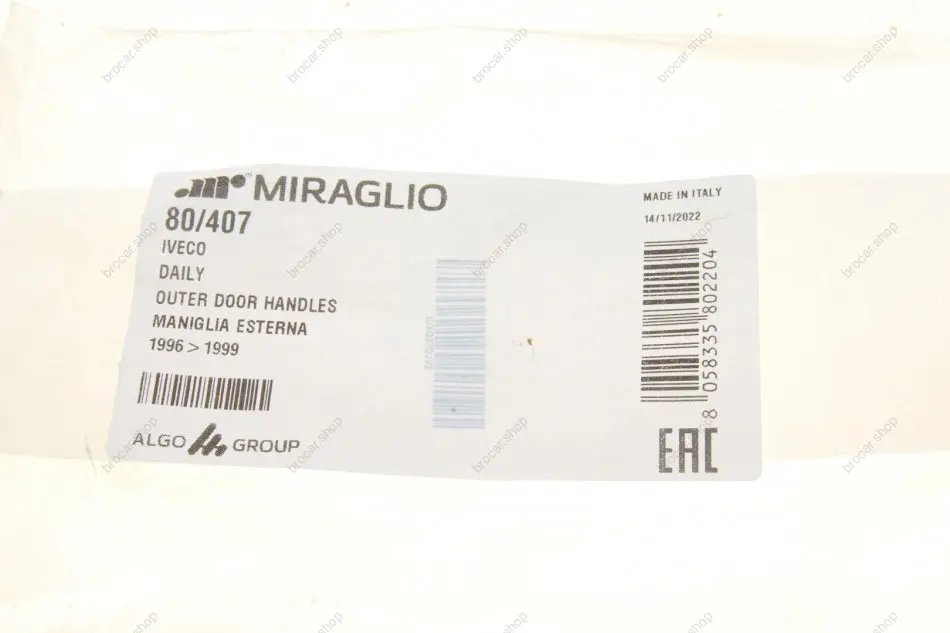 MIRAGLIO
80/407
IVECO
DAILY
OUTER DOOR HANDLES
MANIGLIA ESTERNA
1996 > 1999
ALGO GROUP
MADE IN ITALY
14/11/2022
8 058335 802204
EAC
brocar.shop